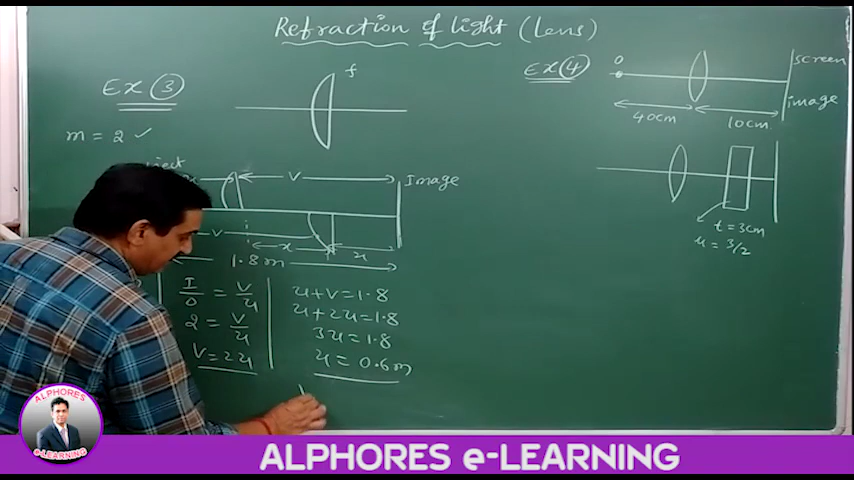 Refraction of light (Lens)
Ex (3)
f
m = 2 ✓
V
Image
V
x
u
1.8 m
I/O = V/u
2 = V/u
V = 2u
u + V = 1.8
u + 2u = 1.8
3u = 1.8
u = 0.6 m
Ex (4)
O
screen
image
40cm
10cm
t = 3cm
u = 3/2
ALPHORES
e-LEARNING
ALPHORES e-LEARNING